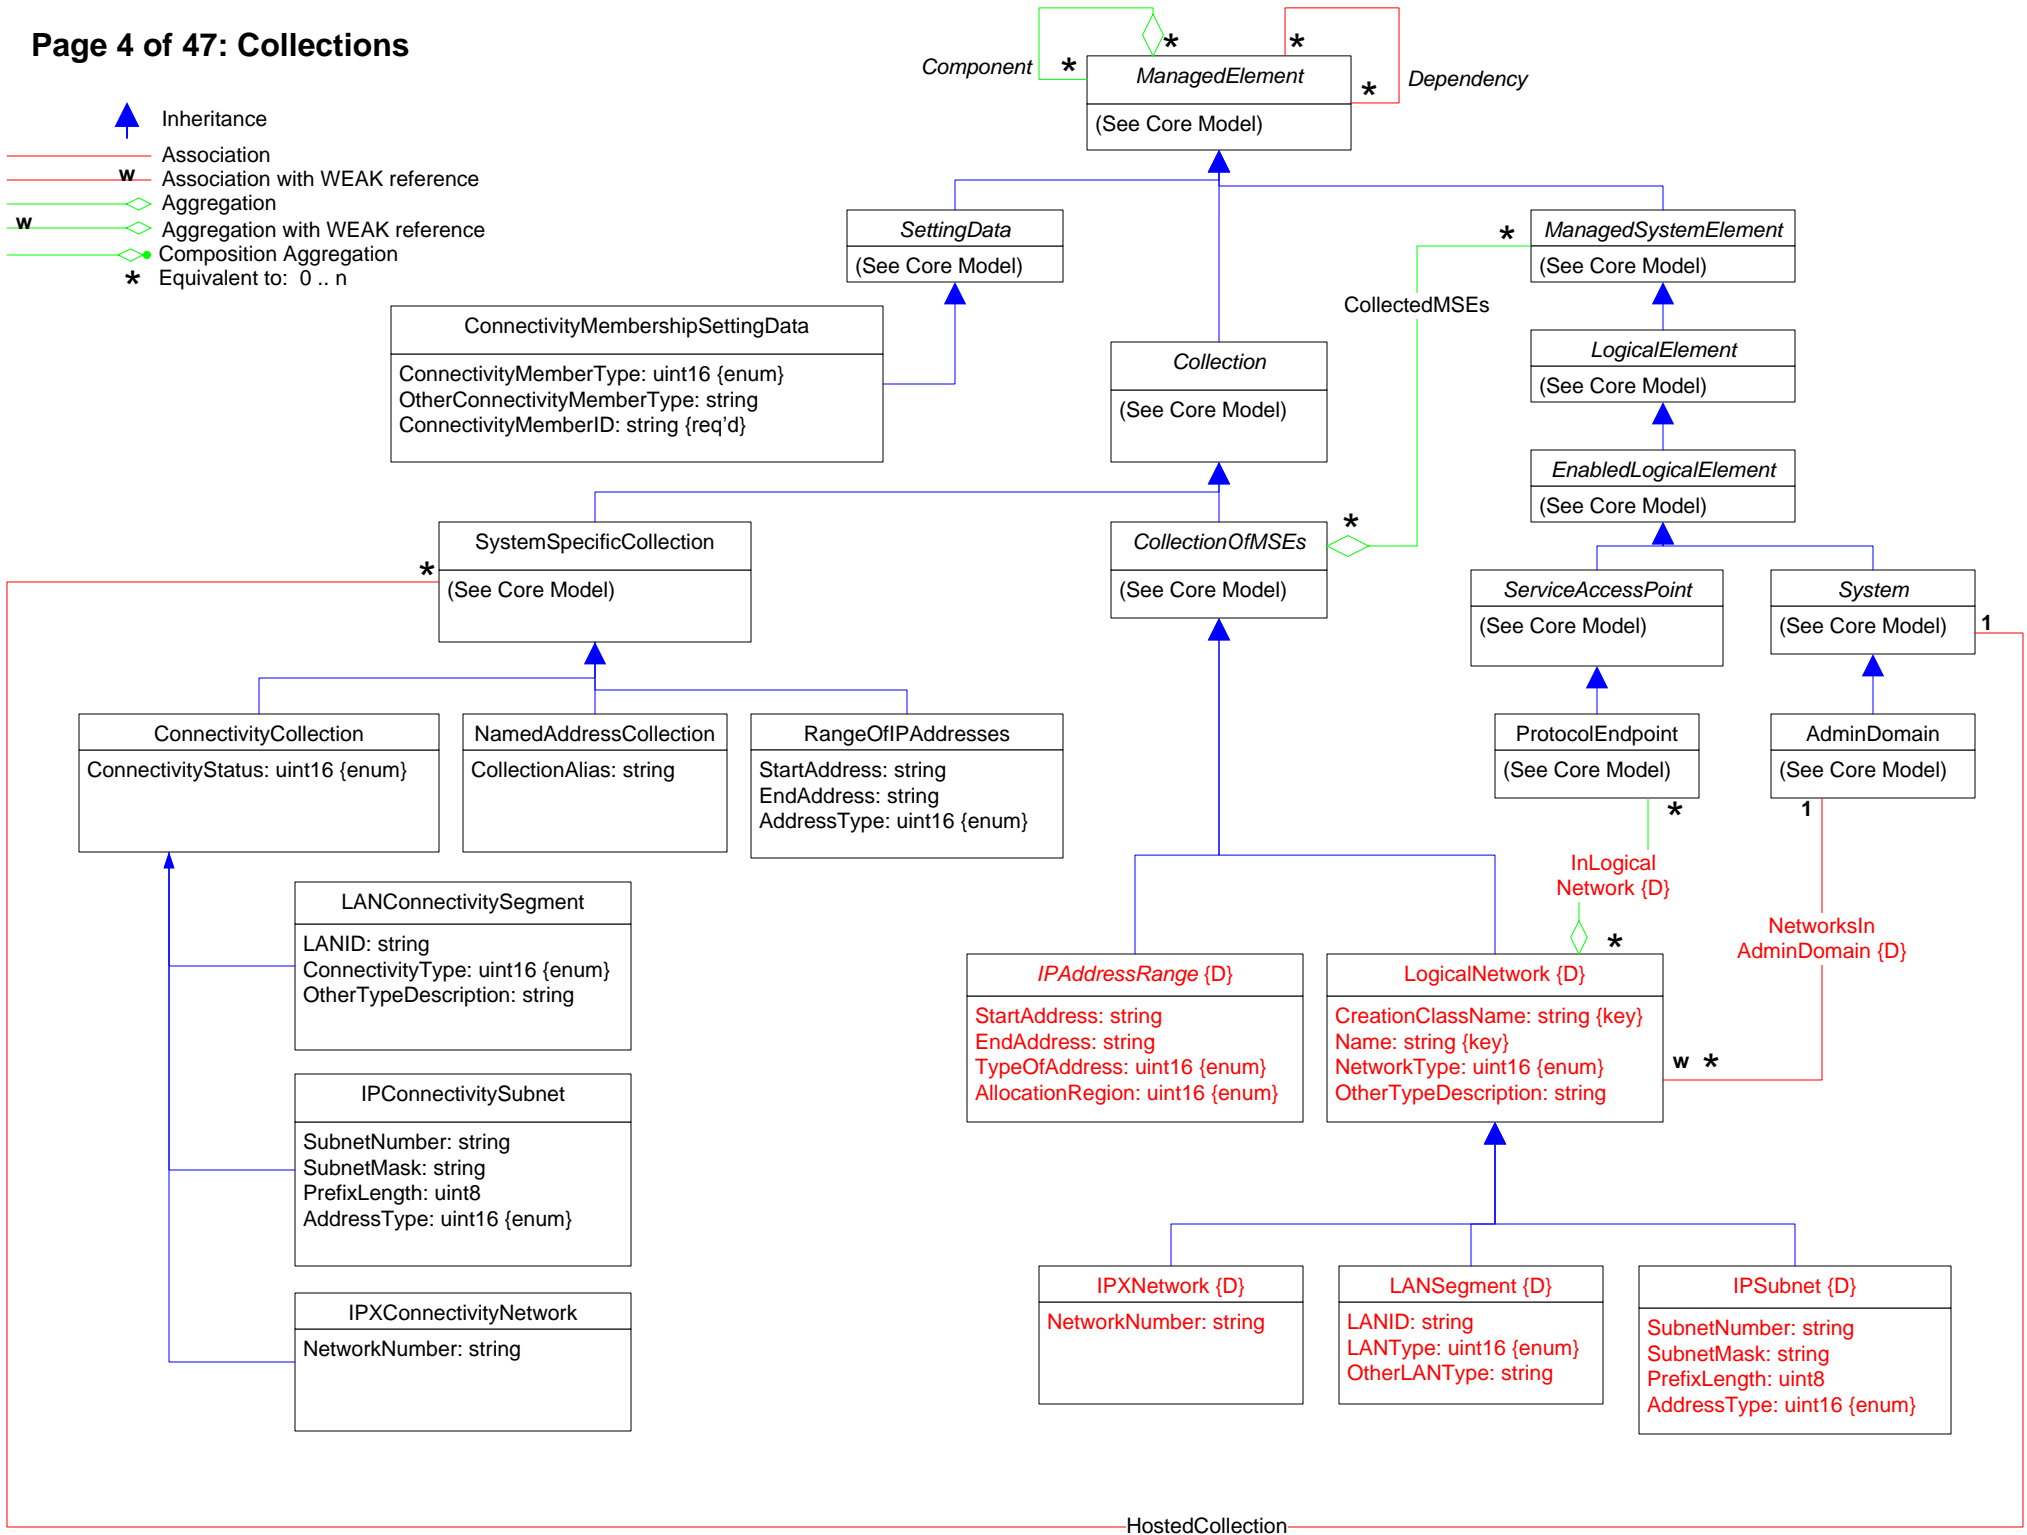 Page 4 of 47: Collections
Inheritance
Association
w
Association with WEAK reference
Aggregation
w
Aggregation with WEAK reference
Composition Aggregation
* Equivalent to: 0 .. n
Component
*
*
*
*
Dependency
ManagedElement
(See Core Model)
SettingData
(See Core Model)
ManagedSystemElement
(See Core Model)
*
CollectedMSEs
ConnectivityMembershipSettingData
ConnectivityMemberType: uint16 {enum}
OtherConnectivityMemberType: string
ConnectivityMemberID: string {req'd}
Collection
(See Core Model)
LogicalElement
(See Core Model)
EnabledLogicalElement
(See Core Model)
SystemSpecificCollection
(See Core Model)
*
CollectionOfMSEs
(See Core Model)
*
ServiceAccessPoint
(See Core Model)
System
(See Core Model)
1
ConnectivityCollection
ConnectivityStatus: uint16 {enum}
NamedAddressCollection
CollectionAlias: string
RangeOfIPAddresses
StartAddress: string
EndAddress: string
AddressType: uint16 {enum}
ProtocolEndpoint
(See Core Model)
*
AdminDomain
(See Core Model)
1
InLogical
Network {D}
*
NetworksIn
AdminDomain {D}
w *
LANConnectivitySegment
LANID: string
ConnectivityType: uint16 {enum}
OtherTypeDescription: string
IPAddressRange {D}
StartAddress: string
EndAddress: string
TypeOfAddress: uint16 {enum}
AllocationRegion: uint16 {enum}
LogicalNetwork {D}
CreationClassName: string {key}
Name: string {key}
NetworkType: uint16 {enum}
OtherTypeDescription: string
IPConnectivitySubnet
SubnetNumber: string
SubnetMask: string
PrefixLength: uint8
AddressType: uint16 {enum}
IPXConnectivityNetwork
NetworkNumber: string
IPXNetwork {D}
NetworkNumber: string
LANSegment {D}
LANID: string
LANType: uint16 {enum}
OtherLANType: string
IPSubnet {D}
SubnetNumber: string
SubnetMask: string
PrefixLength: uint8
AddressType: uint16 {enum}
HostedCollection